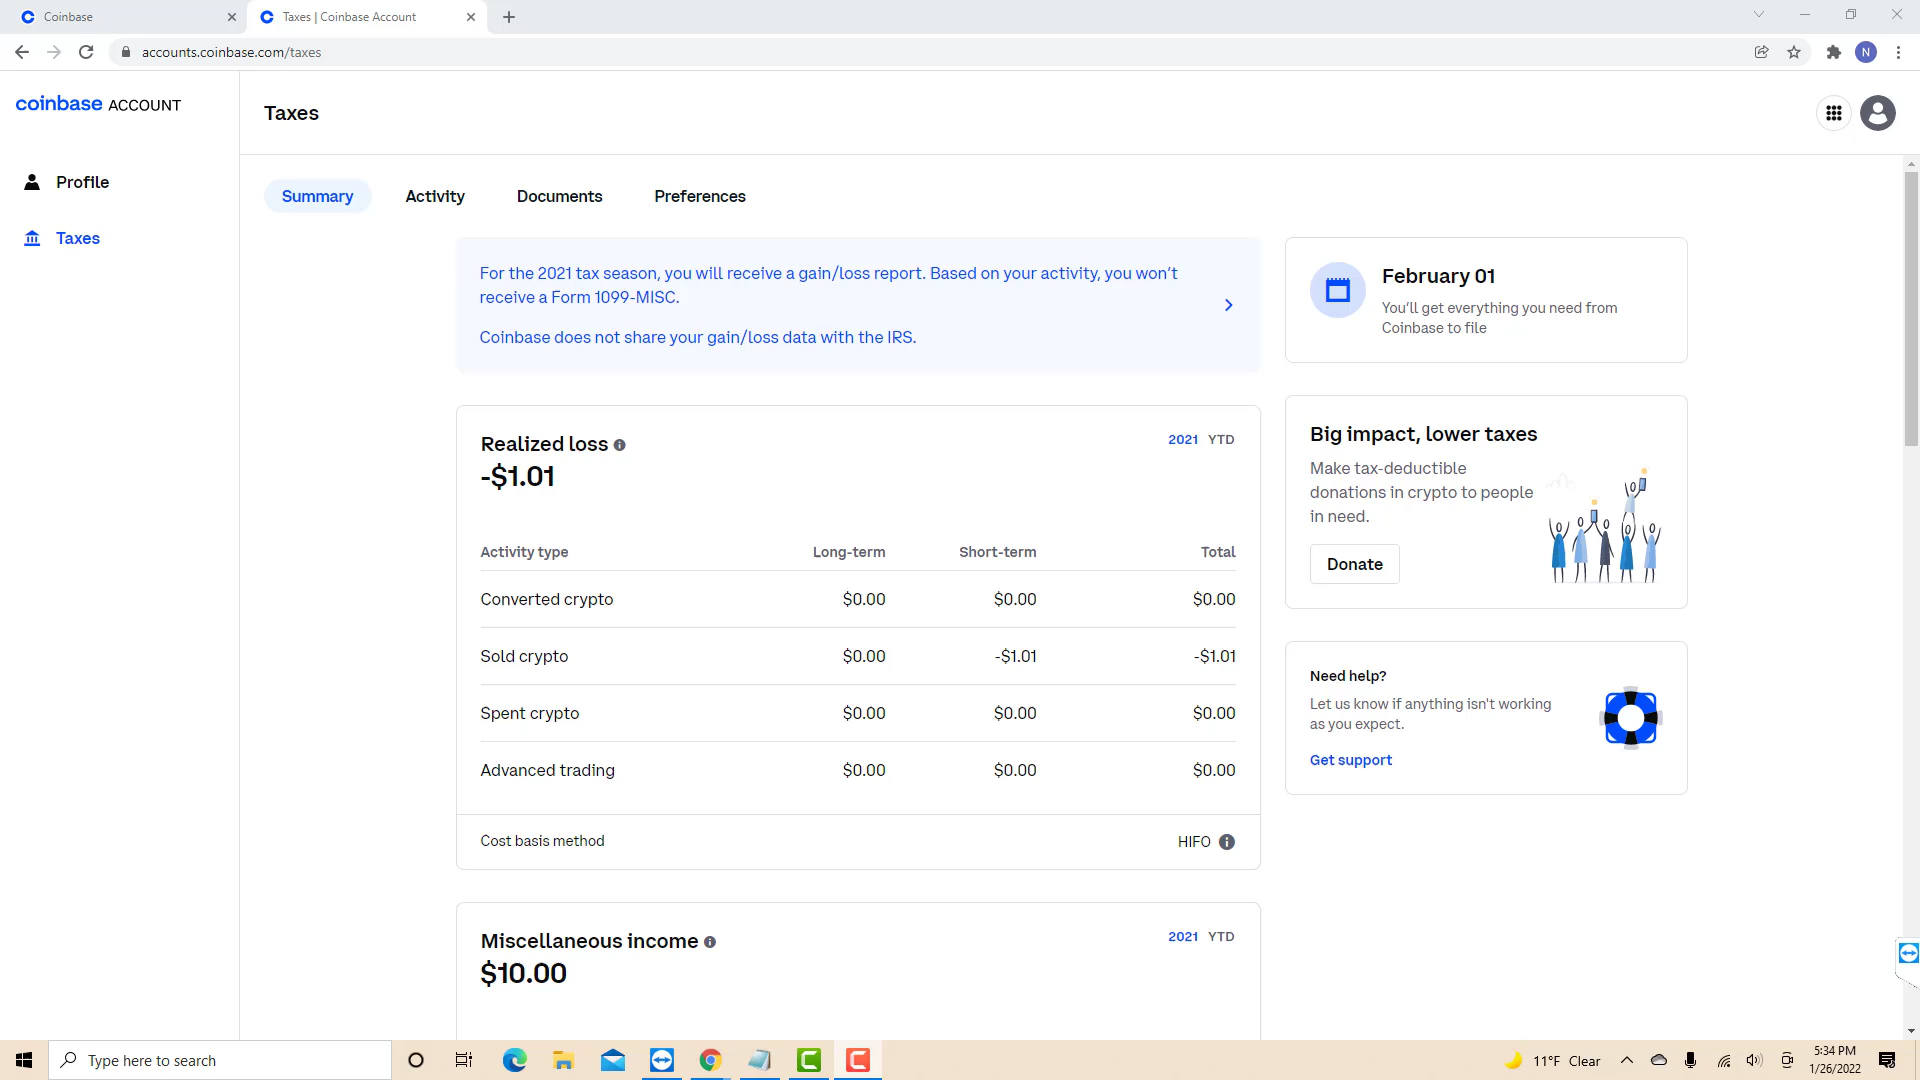 Coinbase
Taxes | Coinbase Account
accounts.coinbase.com/taxes
N
coinbase ACCOUNT
Taxes
Profile
Taxes
Summary Activity Documents Preferences
For the 2021 tax season, you will receive a gain/loss report. Based on your activity, you won't
receive a Form 1099-MISC.
Coinbase does not share your gain/loss data with the IRS.
February 01
You'll get everything you need from
Coinbase to file
Realized loss
2021 YTD
-$1.01
Activity type Long-term Short-term Total
Converted crypto $0.00 $0.00 $0.00
Sold crypto $0.00 -$1.01 -$1.01
Spent crypto $0.00 $0.00 $0.00
Advanced trading $0.00 $0.00 $0.00
Cost basis method HIFO
Big impact, lower taxes
Make tax-deductible
donations in crypto to people
in need.
Donate
Need help?
Let us know if anything isn't working
as you expect.
Get support
Miscellaneous income
2021 YTD
$10.00
Type here to search
11°F Clear
5:34 PM
1/26/2022